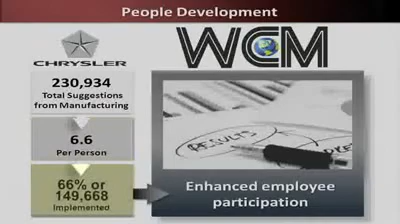 People Development
CHRYSLER
WCM
230,934
Total Suggestions
from Manufacturing
6.6
Per Person
66% or
149,668
Implemented
RESULTS
Enhanced employee
participation